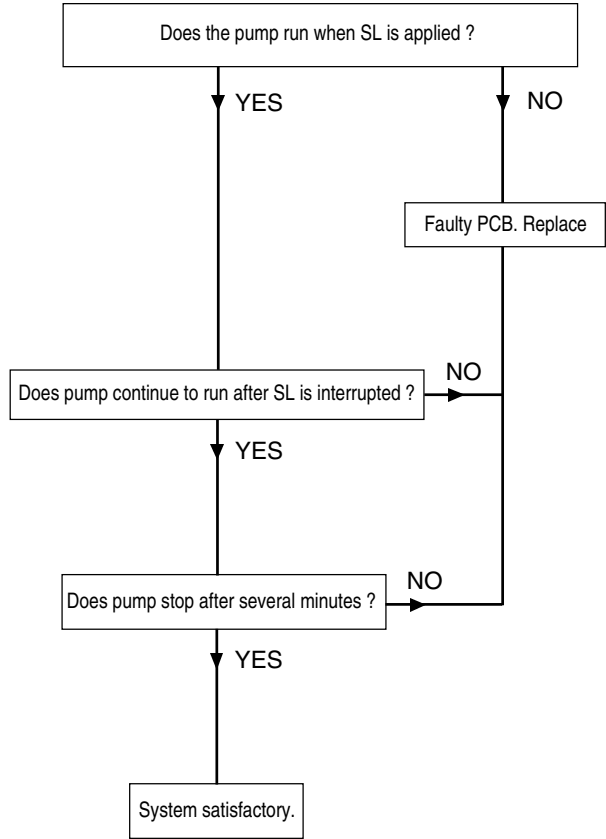 Does the pump run when SL is applied ?
YES
NO
Faulty PCB. Replace
NO
Does pump continue to run after SL is interrupted ?
YES
NO
Does pump stop after several minutes ?
YES
System satisfactory.